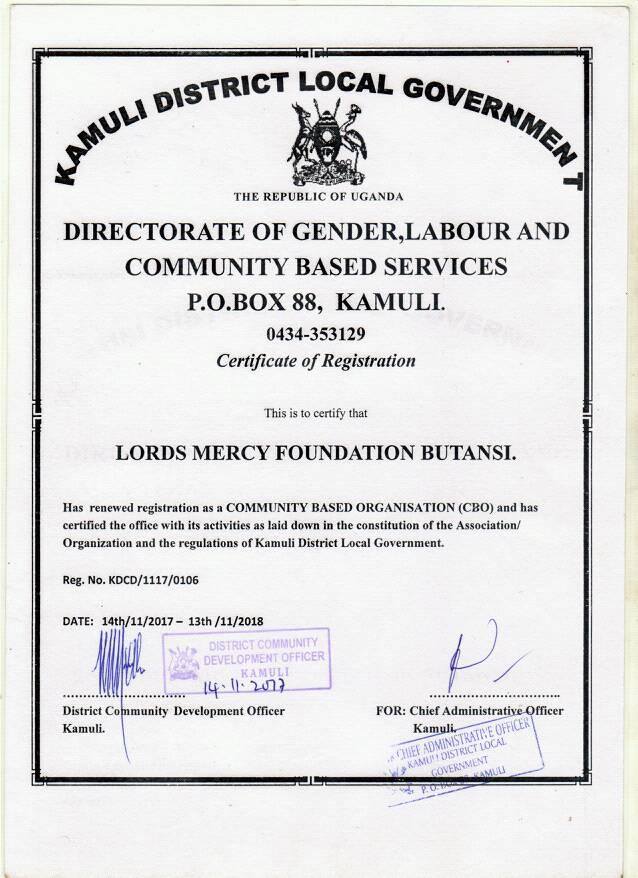 KAMULI DISTRICT LOCAL GOVERNMENT
THE REPUBLIC OF UGANDA
DIRECTORATE OF GENDER,LABOUR AND
COMMUNITY BASED SERVICES
P.O.BOX 88, KAMULI.
0434-353129
Certificate of Registration
This is to certify that
LORDS MERCY FOUNDATION BUTANSI.
Has renewed registration as a COMMUNITY BASED ORGANISATION (CBO) and has
certified the office with its activities as laid down in the constitution of the Association/
Organization and the regulations of Kamuli District Local Government.
Reg. No. KDCD/1117/0106
DATE: 14th/11/2017 – 13th /11/2018
DISTRICT COMMUNITY
DEVELOPMENT OFFICER
KAMULI
14.11.2017
District Community Development Officer
Kamuli.
FOR: Chief Administrative Officer
Kamuli.
CHIEF ADMINISTRATIVE OFFICER
KAMULI DISTRICT LOCAL
GOVERNMENT
P.O. KAMULI